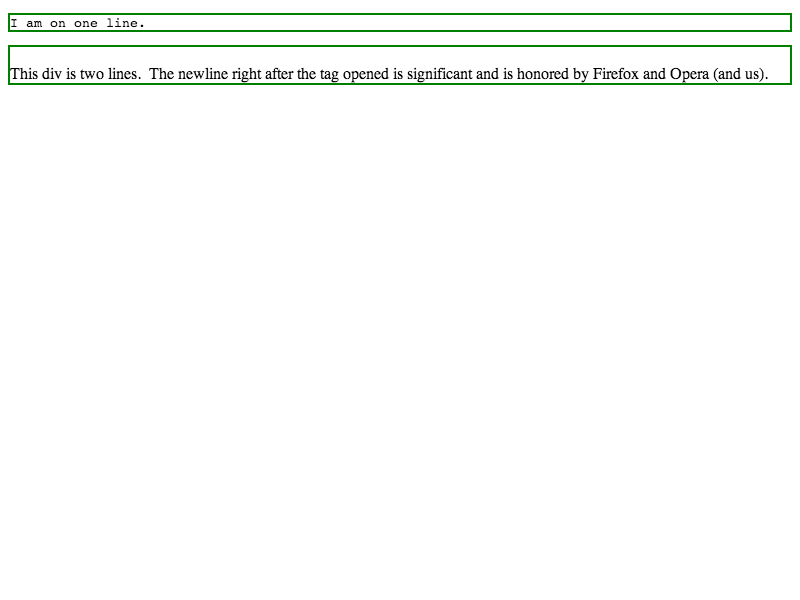 I am on one line.
This div is two lines.  The newline right after the tag opened is significant and is honored by Firefox and Opera (and us).